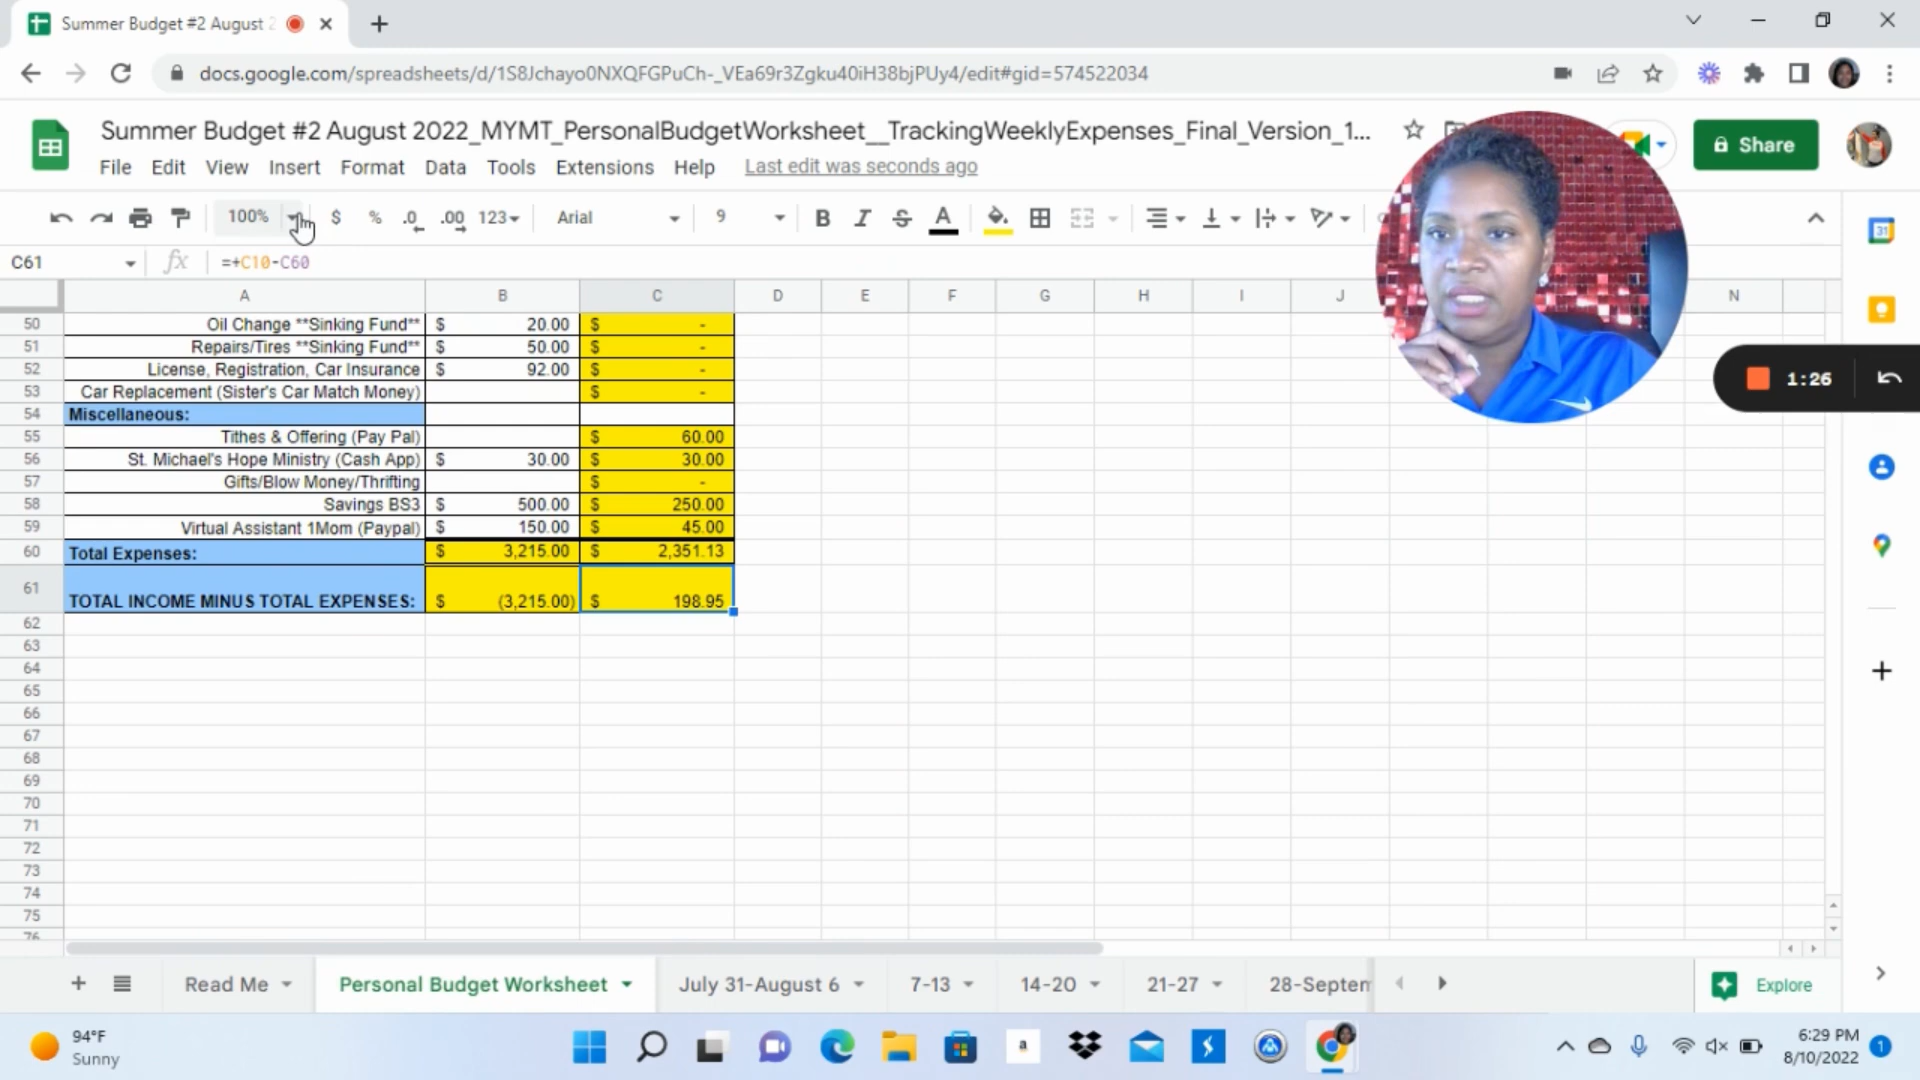 Summer Budget #2 August 2
docs.google.com/spreadsheets/d/1S8Jchayo0NXQFGPuCh-_VEa69r3Zgku40iH38bjPUy4/edit#gid=574522034
Summer Budget #2 August 2022_MYMT_PersonalBudgetWorksheet__TrackingWeeklyExpenses_Final_Version_1...
File Edit View Insert Format Data Tools Extensions Help Last edit was seconds ago
Share
100% $ % .0 .00 123 Arial 9 B I S A
31
C61 fx =+C10-C60
A B C D E F G H I J N
50 Oil Change **Sinking Fund** $ 20.00 $ -
51 Repairs/Tires **Sinking Fund** $ 50.00 $ -
52 License, Registration, Car Insurance $ 92.00 $ -
1:26
53 Car Replacement (Sister's Car Match Money) $ -
54 Miscellaneous:
55 Tithes & Offering (Pay Pal) $ 60.00
56 St. Michael's Hope Ministry (Cash App) $ 30.00 $ 30.00
57 Gifts/Blow Money/Thrifting $ -
58 Savings BS3 $ 500.00 $ 250.00
59 Virtual Assistant 1Mom (Paypal) $ 150.00 $ 45.00
60 Total Expenses: $ 3,215.00 $ 2,351.13
61 TOTAL INCOME MINUS TOTAL EXPENSES: $ (3,215.00) $ 198.95
62
63
64
65
66
67
68
69
70
71
72
73
74
75
76
Read Me Personal Budget Worksheet July 31-August 6 7-13 14-20 21-27 28-Septem Explore
94°F
Sunny
a
6:29 PM
8/10/2022
1